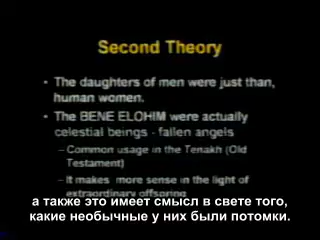 Second Theory
• The daughters of men were just than,
human women.
• The BENE ELOHIM were actually
celestial beings - fallen angels
– Common usage in the Tenakh (Old
Testament)
– It makes more sense in the light of
extraordinary offspring
а также это имеет смысл в свете того,
какие необычные у них были потомки.